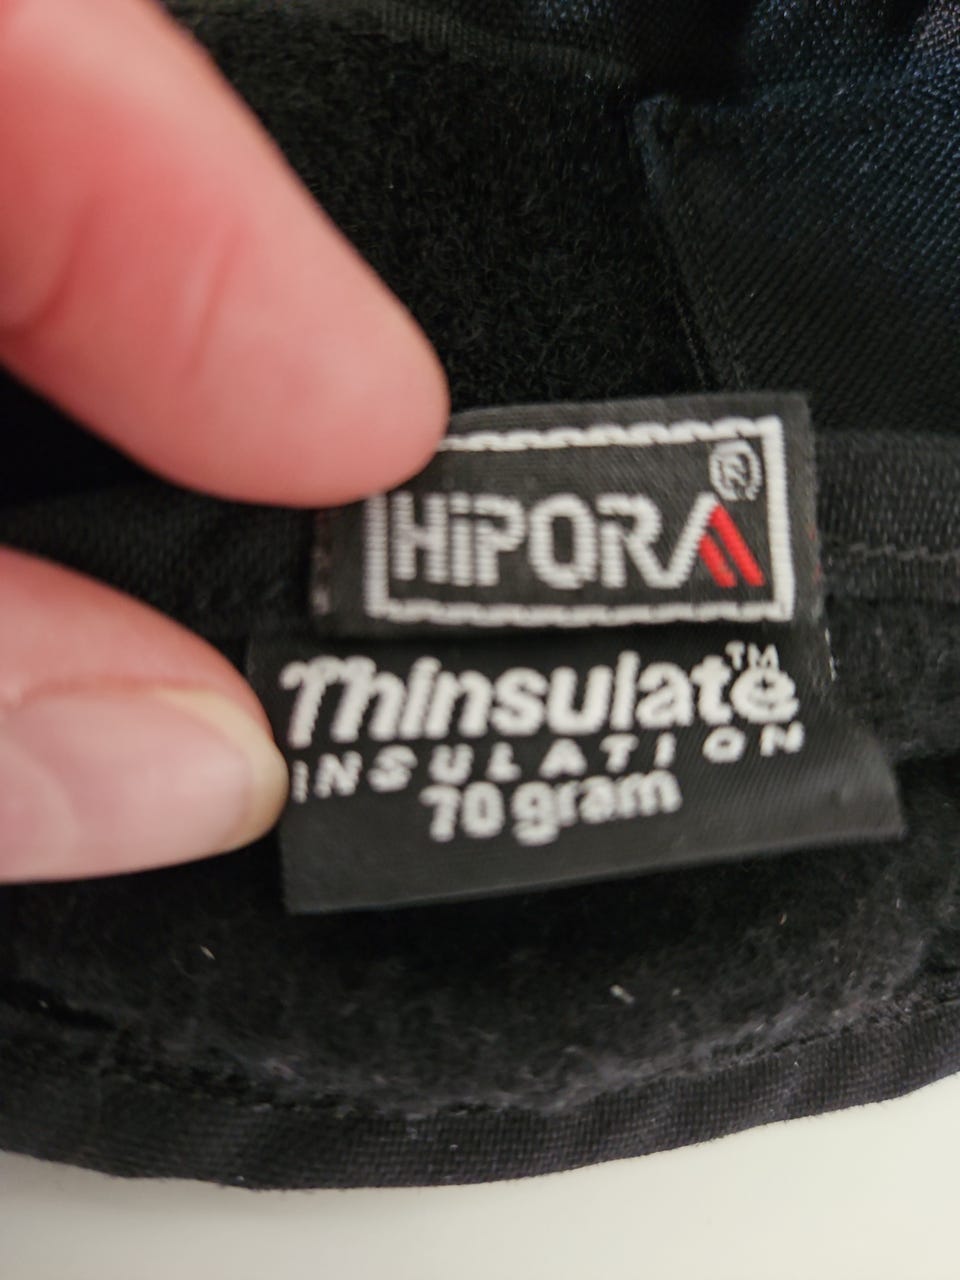 HiPORA®
Thinsulate™
INSULATION
70 gram